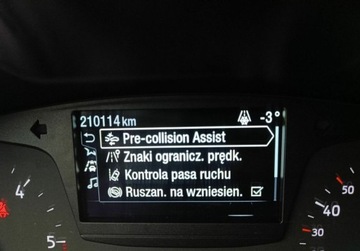 210114 km -3°
Pre-collision Assist
Znaki ogranicz. prędk.
Kontrola pasa ruchu
Ruszan. na wzniesien.
4
5
50
40
30